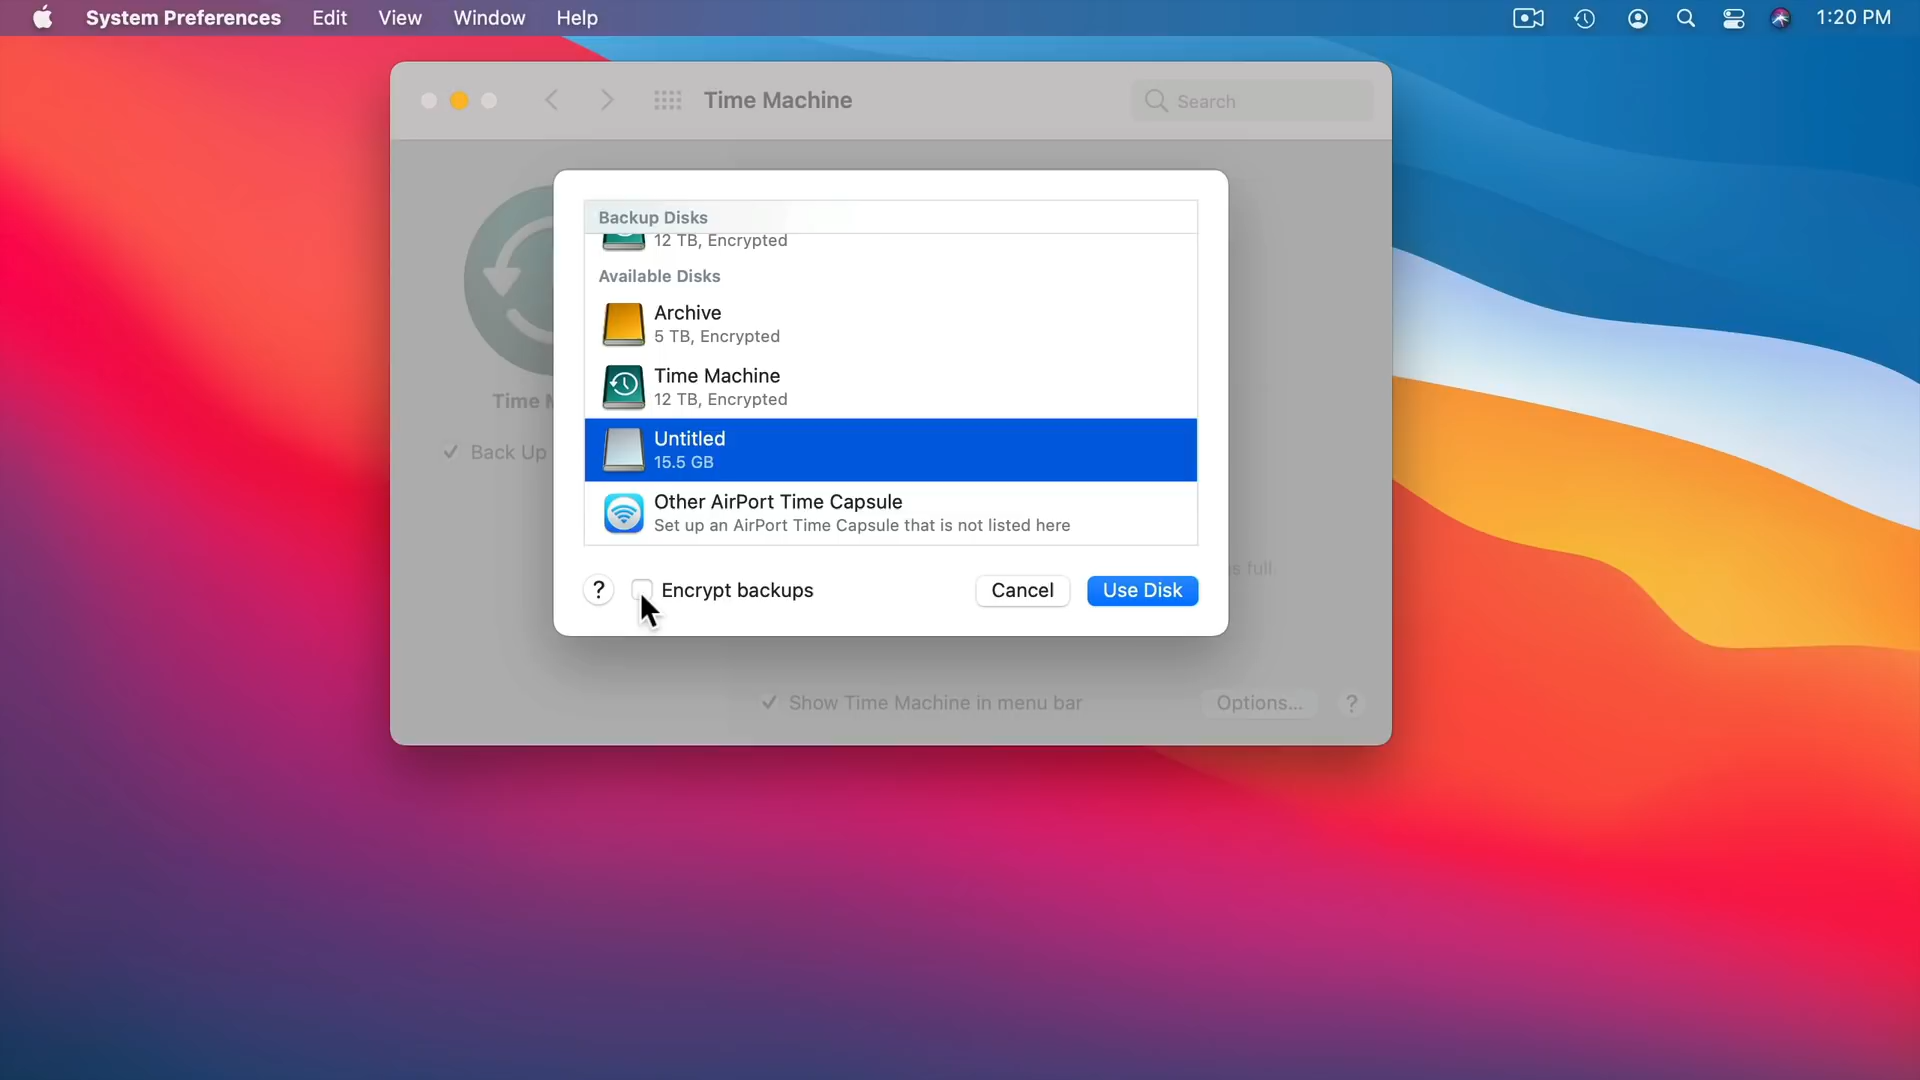 System Preferences Edit View Window Help 1:20 PM
Time Machine Search
Backup Disks
12 TB, Encrypted
Available Disks
Archive
5 TB, Encrypted
Time Machine
12 TB, Encrypted
Untitled
15.5 GB
Other AirPort Time Capsule
Set up an AirPort Time Capsule that is not listed here
Time M
Back Up
s full.
? Encrypt backups Cancel Use Disk
Show Time Machine in menu bar Options... ?